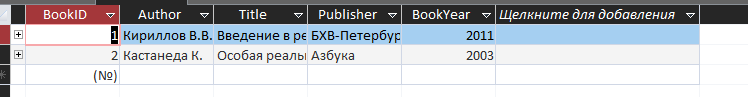 BookID Author Title Publisher BookYear Щелкните для добавления
1 Кириллов В.В. Введение в ре БХВ-Петербур 2011
2 Кастанеда К. Особая реаль Азбука 2003
(№)